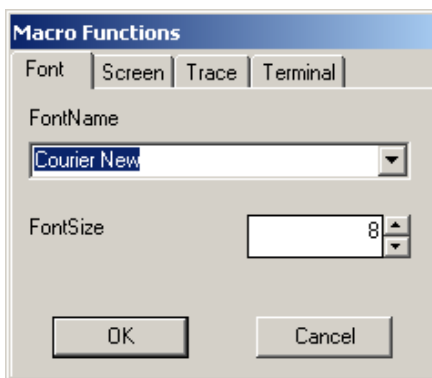 Macro Functions
Font Screen Trace Terminal
FontName
Courier New
FontSize 8
OK Cancel